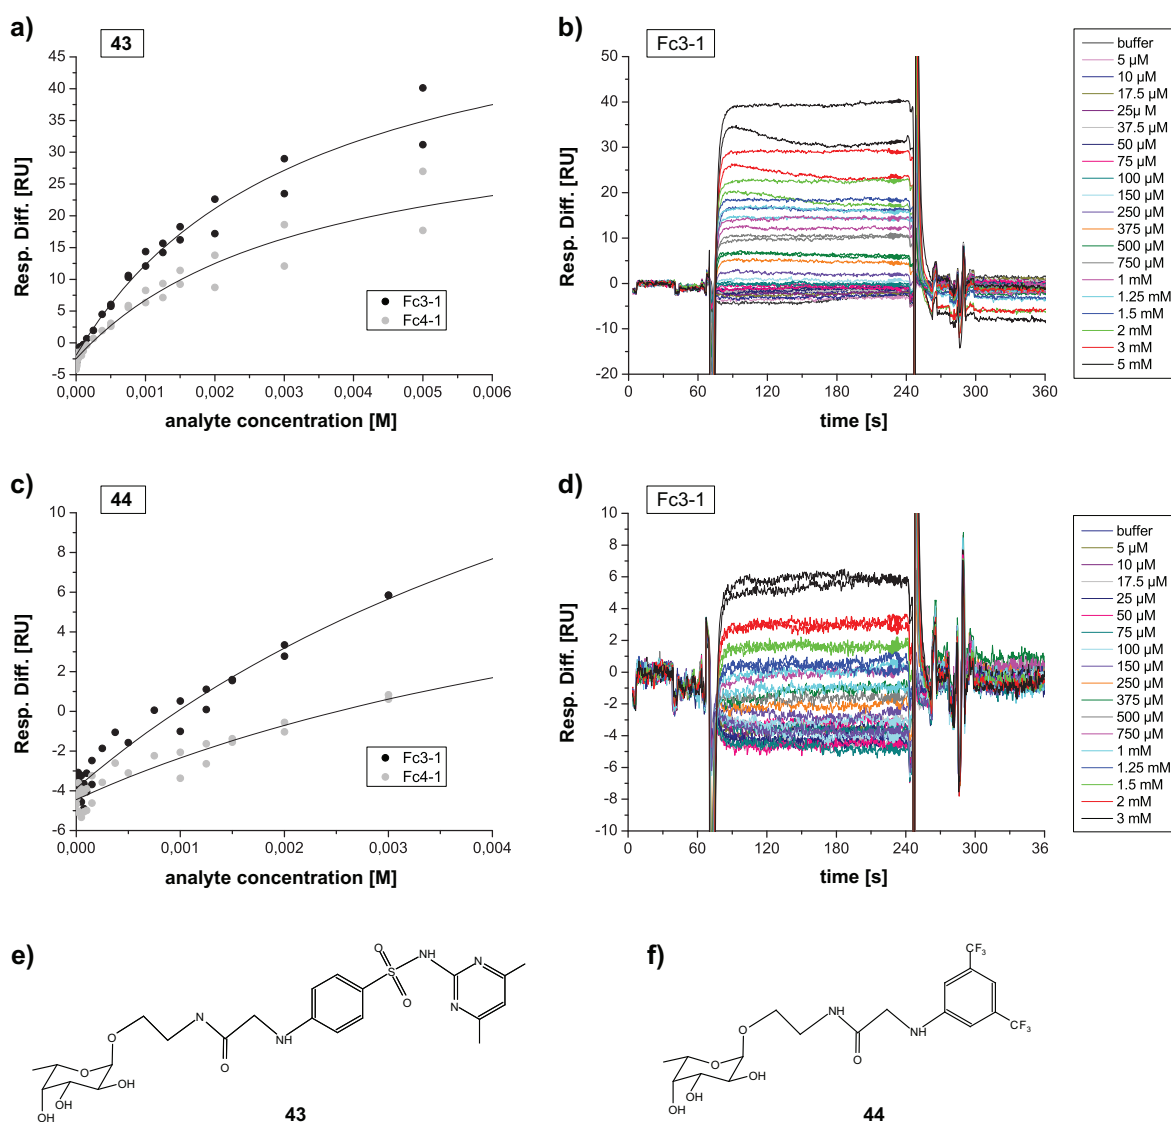 a)
43
Resp. Diff. [RU]
45
40
35
30
25
20
15
10
5
0
-5
0,000
0,001
0,002
0,003
0,004
0,005
0,006
analyte concentration [M]
Fc3-1
Fc4-1
b)
Fc3-1
Resp. Diff. [RU]
50
40
30
20
10
0
-10
-20
0
60
120
180
240
300
360
time [s]
buffer
5 µM
10 µM
17.5 µM
25µ M
37.5 µM
50 µM
75 µM
100 µM
150 µM
250 µM
375 µM
500 µM
750 µM
1 mM
1.25 mM
1.5 mM
2 mM
3 mM
5 mM
c)
44
Resp. Diff. [RU]
10
8
6
4
2
0
-2
-4
-6
0,000
0,001
0,002
0,003
0,004
analyte concentration [M]
Fc3-1
Fc4-1
d)
Fc3-1
Resp. Diff. [RU]
10
8
6
4
2
0
-2
-4
-6
-8
-10
0
60
120
180
240
300
36
time [s]
buffer
5 µM
10 µM
17.5 µM
25 µM
50 µM
75 µM
100 µM
150 µM
250 µM
375 µM
500 µM
750 µM
1 mM
1.25 mM
1.5 mM
2 mM
3 mM
e)
O
S
O
NH
N
N
NH
O
NH
O
O
OH
OH
OH
43
f)
CF3
CF3
NH
O
NH
O
O
OH
OH
OH
44